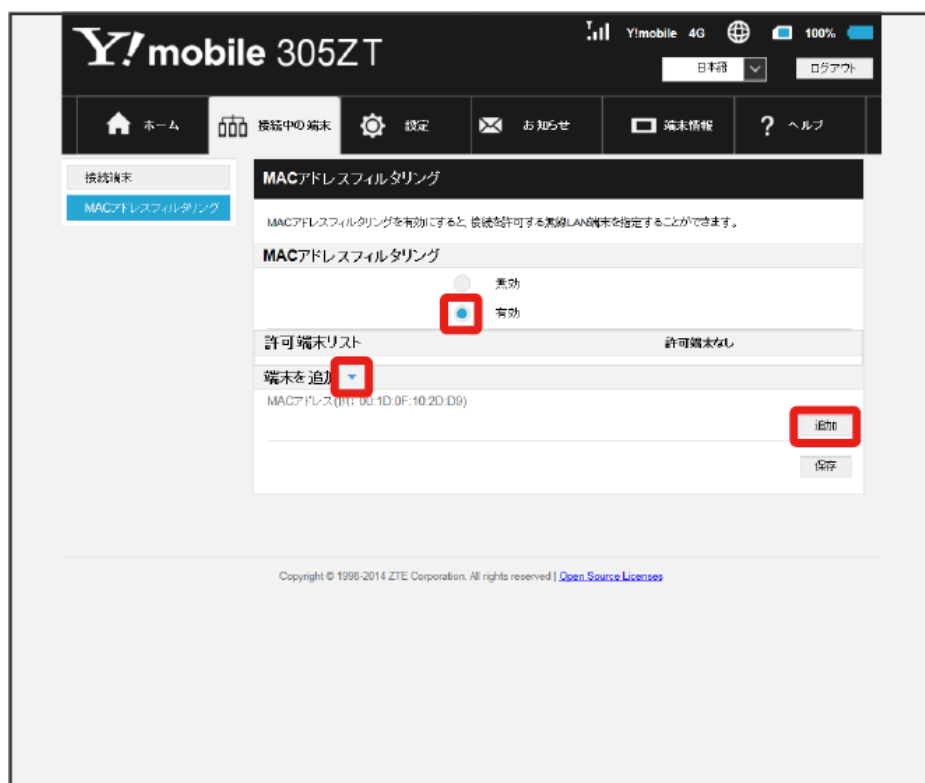 Y!mobile 305ZT
Y!mobile 4G 100%
日本語 ログアウト
ホーム 接続中の端末 設定 お知らせ 端末情報 ? ヘルプ
接続端末
MACアドレスフィルタリング
MACアドレスフィルタリング
MACアドレスフィルタリングを有効にすると、接続を許可する無線LAN端末を指定することができます。
MACアドレスフィルタリング
無効
有効
許可端末リスト 許可端末なし
端末を追加
MACアドレス(例: 00:1D:0F:10:2D:D9)
追加
保存
Copyright © 1998-2014 ZTE Corporation. All rights reserved | Open Source Licenses